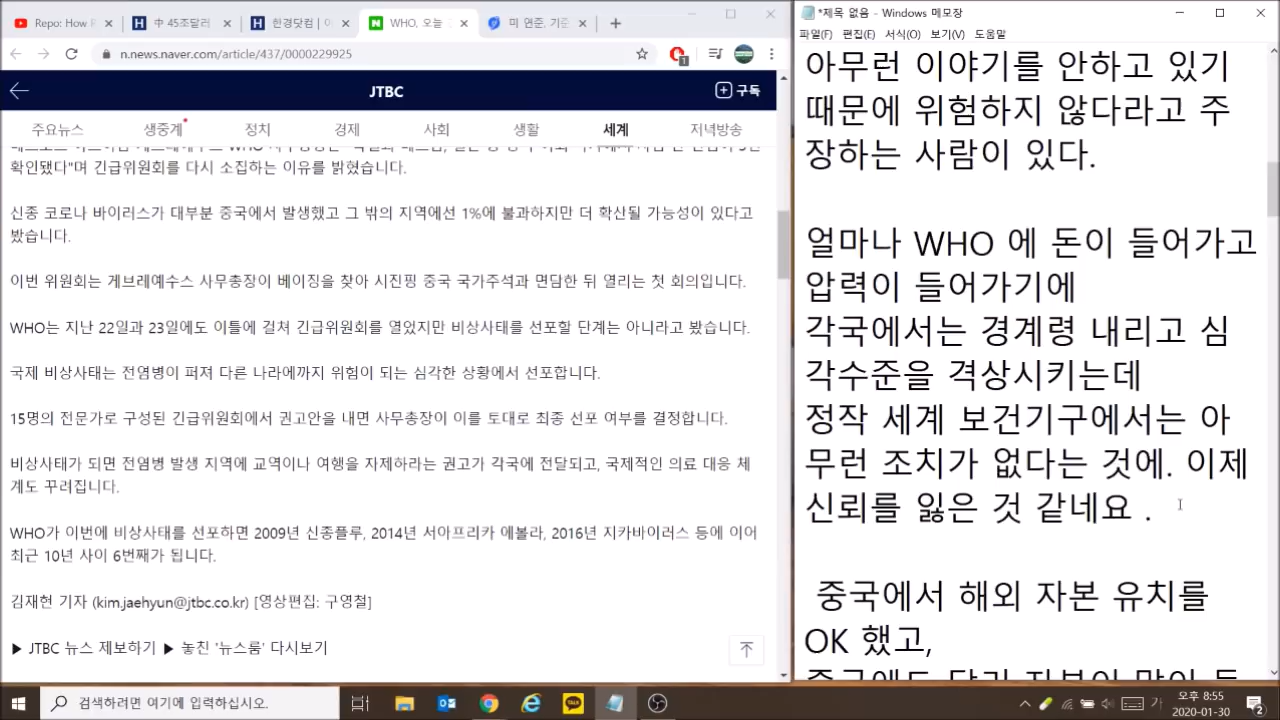 Repo: How R
中 45조달러
한경닷컴 | 이
WHO, 오늘
미 연준, 기준
n.news.naver.com/article/437/0000229925
JTBC
구독
주요뉴스 생중계 정치 경제 사회 생활 세계 저녁방송
확인됐다"며 긴급위원회를 다시 소집하는 이유를 밝혔습니다.
신종 코로나 바이러스가 대부분 중국에서 발생했고 그 밖의 지역에선 1%에 불과하지만 더 확산될 가능성이 있다고
봤습니다.
이번 위원회는 게브레예수스 사무총장이 베이징을 찾아 시진핑 중국 국가주석과 면담한 뒤 열리는 첫 회의입니다.
WHO는 지난 22일과 23일에도 이틀에 걸쳐 긴급위원회를 열었지만 비상사태를 선포할 단계는 아니라고 봤습니다.
국제 비상사태는 전염병이 퍼져 다른 나라에까지 위험이 되는 심각한 상황에서 선포합니다.
15명의 전문가로 구성된 긴급위원회에서 권고안을 내면 사무총장이 이를 토대로 최종 선포 여부를 결정합니다.
비상사태가 되면 전염병 발생 지역에 교역이나 여행을 자제하라는 권고가 각국에 전달되고, 국제적인 의료 대응 체
계도 꾸려집니다.
WHO가 이번에 비상사태를 선포하면 2009년 신종플루, 2014년 서아프리카 에볼라, 2016년 지카바이러스 등에 이어
최근 10년 사이 6번째가 됩니다.
김재현 기자 (kim.jaehyun@jtbc.co.kr) [영상편집: 구영철]
▶ JTBC 뉴스 제보하기 ▶ 놓친 '뉴스룸' 다시보기
*제목 없음 - Windows 메모장
파일(F) 편집(E) 서식(O) 보기(V) 도움말
아무런 이야기를 안하고 있기
때문에 위험하지 않다라고 주
장하는 사람이 있다.
얼마나 WHO 에 돈이 들어가고
압력이 들어가기에
각국에서는 경계령 내리고 심
각수준을 격상시키는데
정작 세계 보건기구에서는 아
무런 조치가 없다는 것에. 이제
신뢰를 잃은 것 같네요 .
중국에서 해외 자본 유치를
OK 했고,
검색하려면 여기에 입력하십시오.
TALK
가
오후 8:55
2020-01-30
2